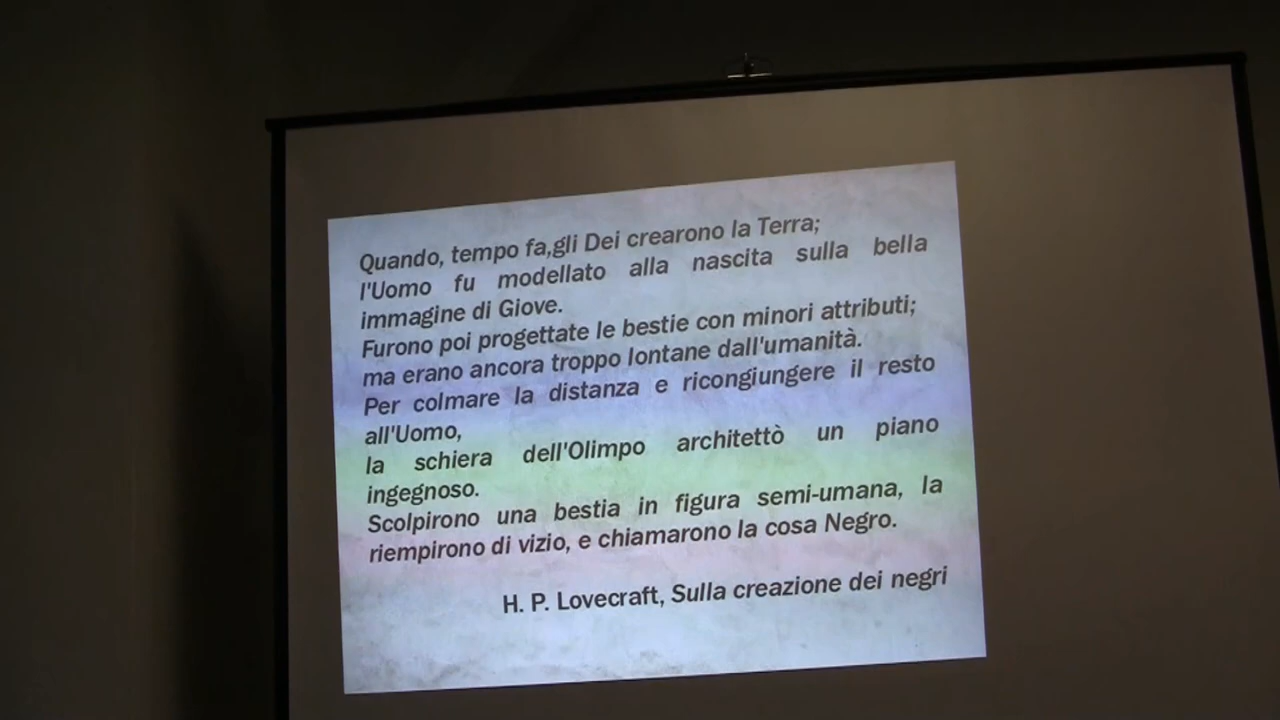 Quando, tempo fa,gli Dei crearono la Terra;
l'Uomo fu modellato alla nascita sulla bella
immagine di Giove.
Furono poi progettate le bestie con minori attributi;
ma erano ancora troppo lontane dall'umanità.
Per colmare la distanza e ricongiungere il resto
all'Uomo,
la schiera dell'Olimpo architettò un piano
ingegnoso.
Scolpirono una bestia in figura semi-umana, la
riempirono di vizio, e chiamarono la cosa Negro.
H. P. Lovecraft, Sulla creazione dei negri